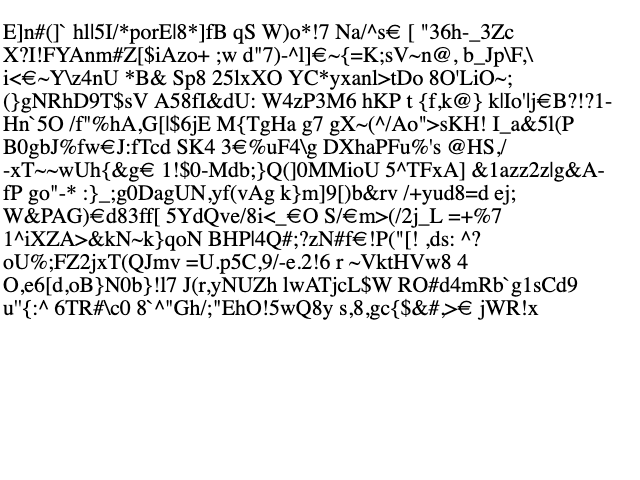 E]n#(]` hl|5I/*porE|8*]fB qS W)o*!7 Na/^s€ [ "36h-_3Zc
X?I!FYAnm#Z[$iAzo+ ;w d"7)-^l]€~{=K;sV~n@, b_Jp\F,\
i<€~Y\z4nU *B& Sp8 25lxXO YC*yxanl>tDo 8O'LiO~;
(}gNRhD9T$sV A58fI&dU: W4zP3M6 hKP t {f,k@} k|Io'|j€B?!?1-
Hn`5O /f"%hA,G[|$6jE M{TgHa g7 gX~(^/Ao">sKH! I_a&5l(P
B0gbJ%fw€J:fTcd SK4 3€%uF4\g DXhaPFu%'s @HS,/
-xT~~wUh{&g€ 1!$0-Mdb;}Q(]0MMioU 5^TFxA] &1azz2z|g&A-
fP go"-* :}_;g0DagUN,yf(vAg k}m]9[)b&rv /+yud8=d ej;
W&PAG)€d83ff[ 5YdQve/8i<_€O S/€m>(/2j_L =+%7
1^iXZA>&kN~k}qoN BHP|4Q#;?zN#f€!P("[! ,ds: ^?
oU%;FZ2jxT(QJmv =U.p5C,9/-e.2!6 r ~VktHVw8 4
O,e6[d,oB}N0b}!l7 J(r,yNUZh lwATjcL$W RO#d4mRb`g1sCd9
u"{:^ 6TR#\c0 8`^"Gh/;"EhO!5wQ8y s,8,gc{$&#,>€ jWR!x